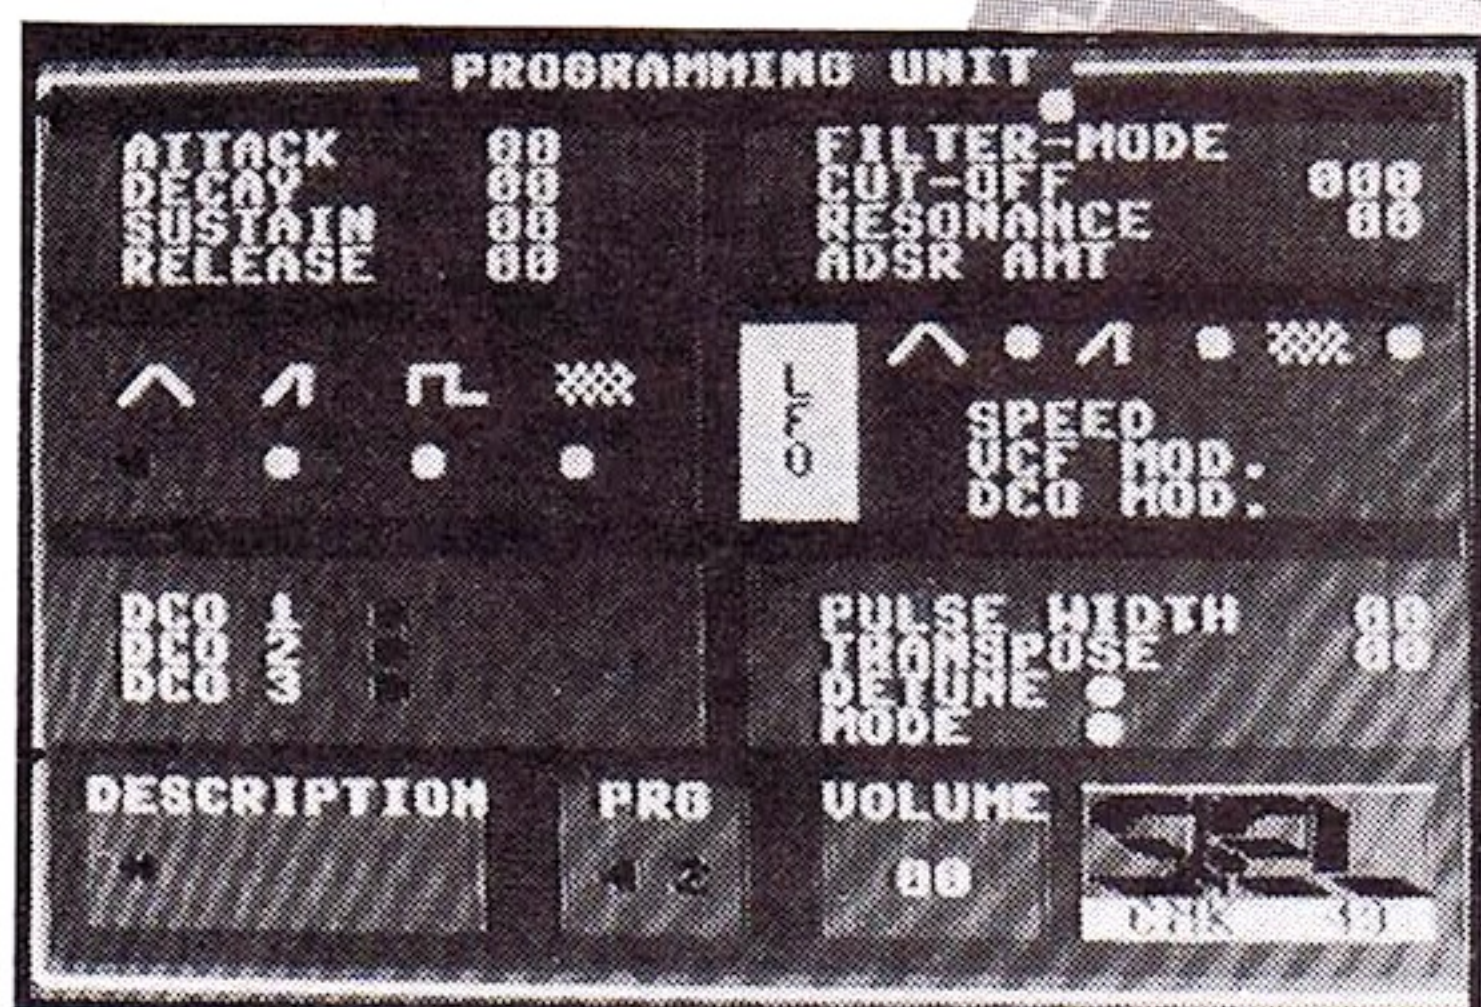 PROGRAMMING UNIT
ATTACK 00
DECAY 00
SUSTAIN 00
RELEASE 00
FILTER-MODE
CUT-OFF 000
RESONANCE 00
ADSR AMT
LFO
SPEED
VCF MOD.
DCO MOD.
DCO 1
DCO 2
DCO 3
PULSE WIDTH 00
TRANSPOSE 00
DETUNE
MODE
DESCRIPTION
PRG
VOLUME
00